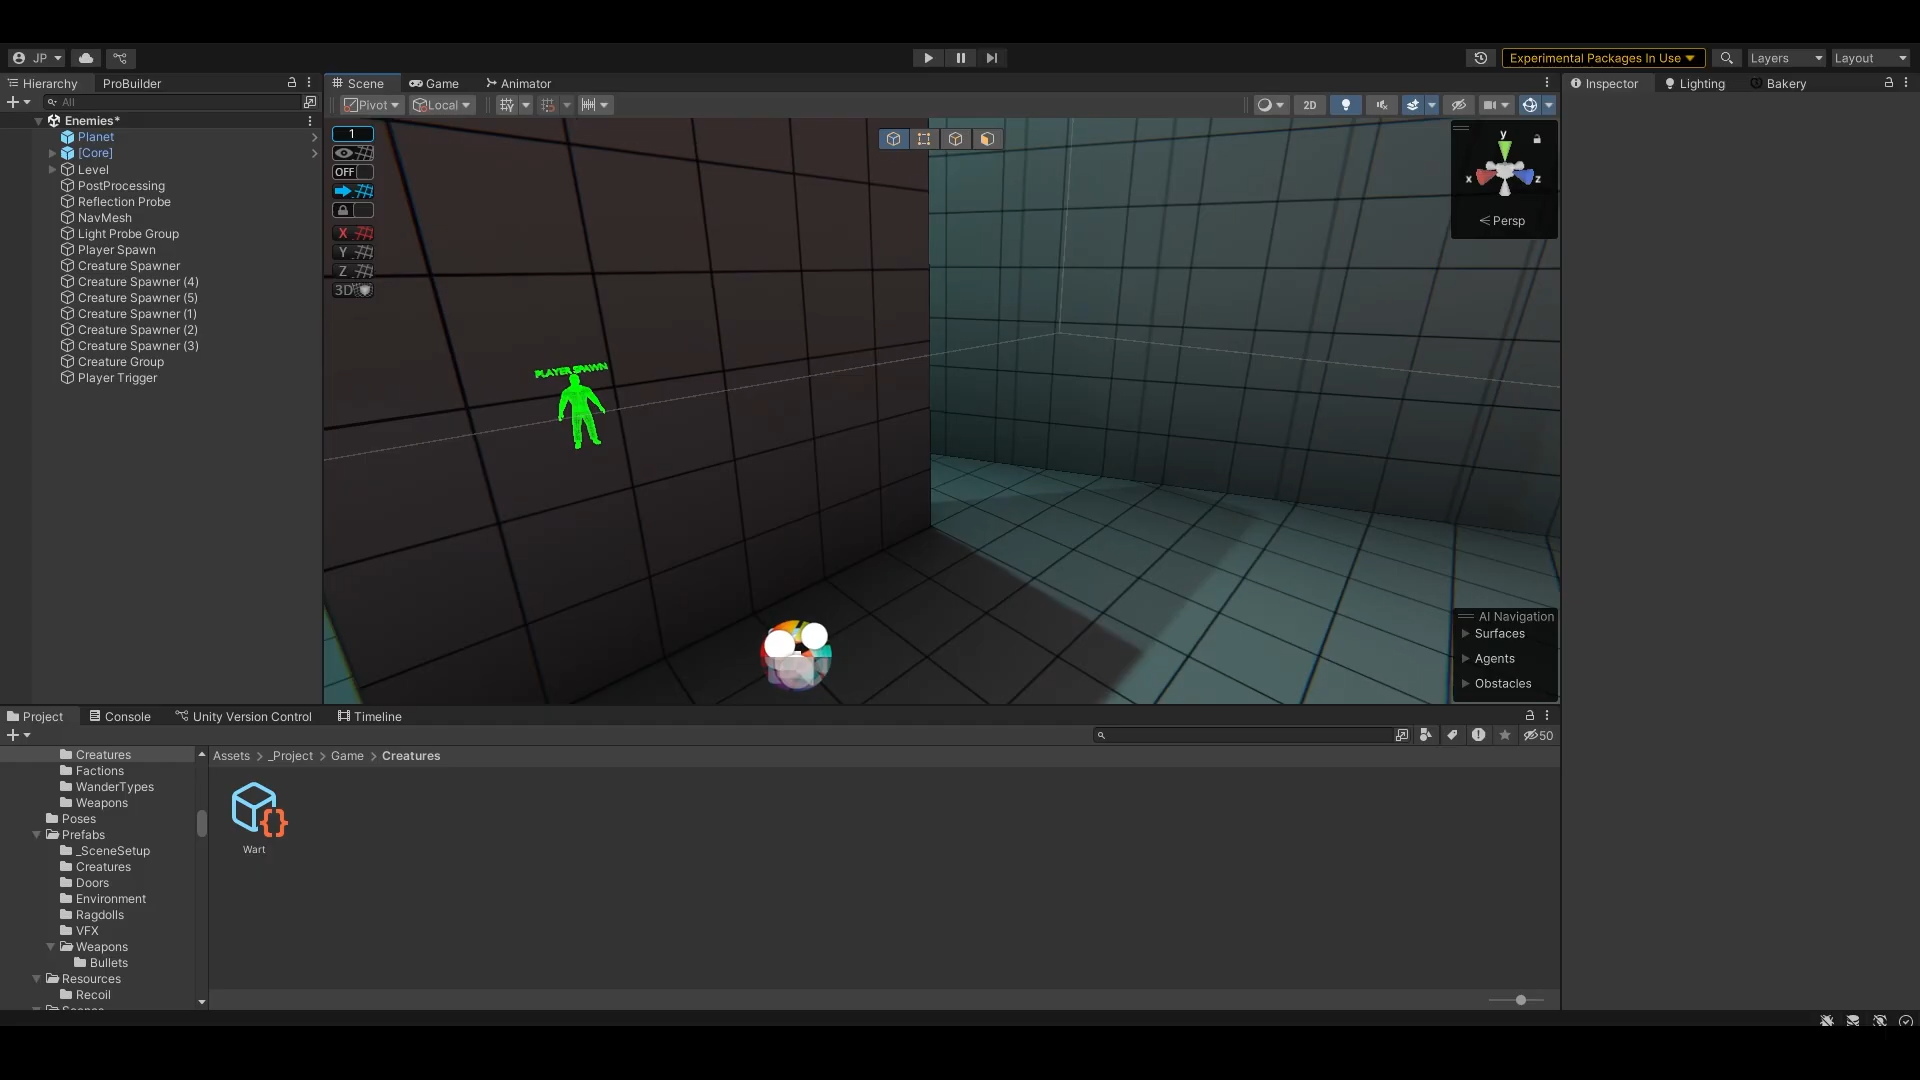 JP
Experimental Packages In Use
Layers
Layout
Hierarchy
ProBuilder
Scene
Game
Animator
Inspector
Lighting
Bakery
All
Pivot
Local
2D
Enemies*
Planet
[Core]
Level
PostProcessing
Reflection Probe
NavMesh
Light Probe Group
Player Spawn
Creature Spawner
Creature Spawner (4)
Creature Spawner (5)
Creature Spawner (1)
Creature Spawner (2)
Creature Spawner (3)
Creature Group
Player Trigger
1
OFF
X
Y
Z
3D
PLAYER SPAWN
y
x
z
Persp
AI Navigation
Surfaces
Agents
Obstacles
Project
Console
Unity Version Control
Timeline
50
Creatures
Factions
WanderTypes
Weapons
Poses
Prefabs
_SceneSetup
Creatures
Doors
Environment
Ragdolls
VFX
Weapons
Bullets
Resources
Recoil
Assets > _Project > Game > Creatures
Wart